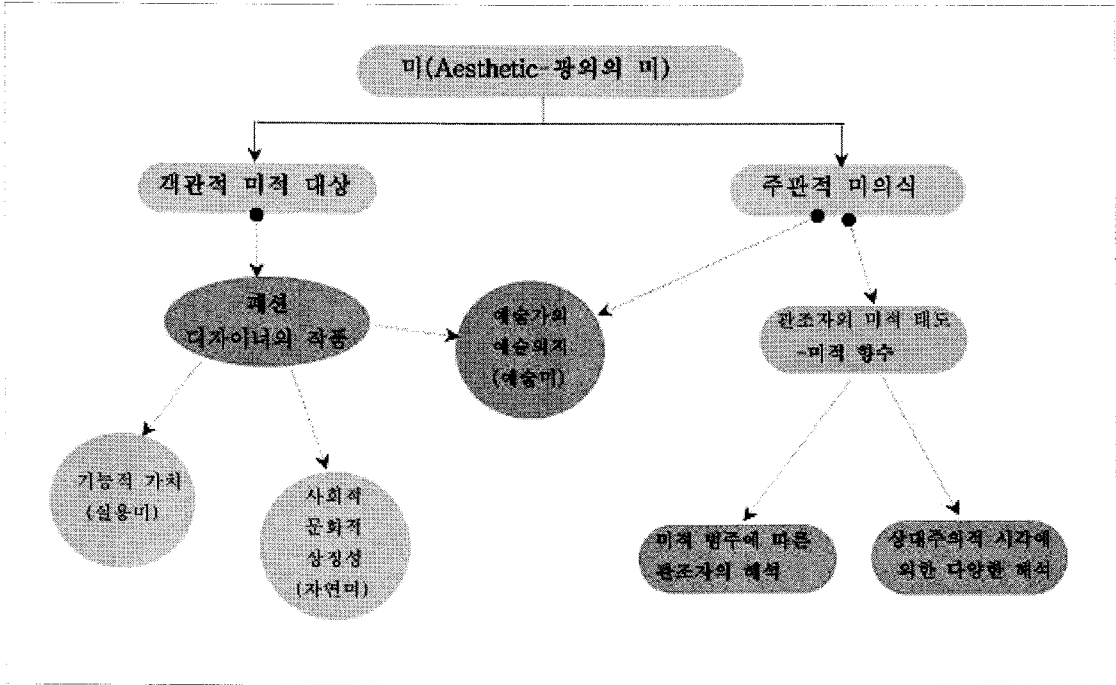 미(Aesthetic-광의의 미)
객관적 미적 대상
주관적 미의식
패션
디자이너의 작품
예술가의
예술의지
(예술미)
관조자의 미적 태도
-미적 향수
기능적 가치
(실용미)
사회적
문화적
상징성
(자연미)
미적 범주에 따른
관조자의 해석
상대주의적 시각에
의한 다양한 해석